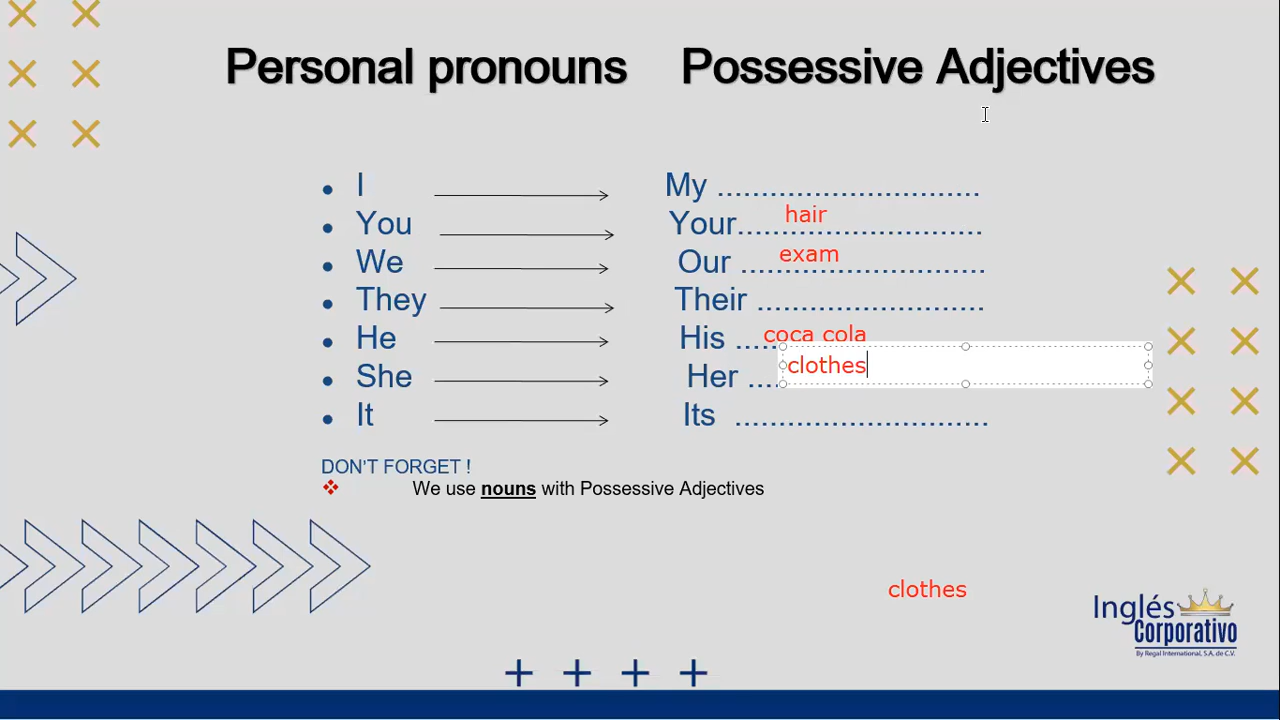 Personal pronouns Possessive Adjectives
• I My ..............................
You Your............................
hair
We Our ............................
exam
They Their ..........................
He His .....
coca cola
She Her ....
clothes
It Its .............................
DON'T FORGET !
We use nouns with Possessive Adjectives
clothes
Inglés
Corporativo
By Regal International, S.A. de C.V.